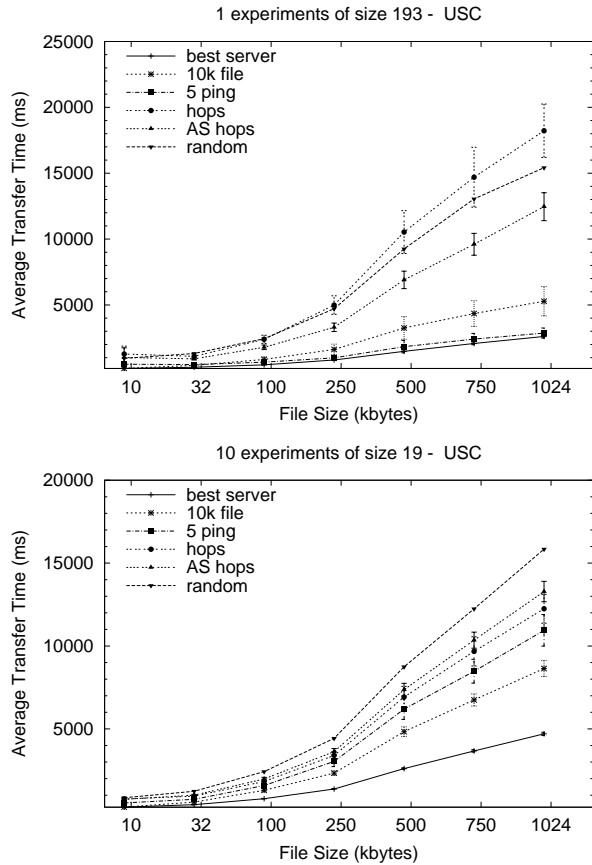 1 experiments of size 193 - USC
25000
20000
15000
10000
5000
Average Transfer Time (ms)
best server
10k file
5 ping
hops
AS hops
random
10 32 100 250 500 750 1024
File Size (kbytes)
10 experiments of size 19 - USC
20000
15000
10000
5000
Average Transfer Time (ms)
best server
10k file
5 ping
hops
AS hops
random
10 32 100 250 500 750 1024
File Size (kbytes)